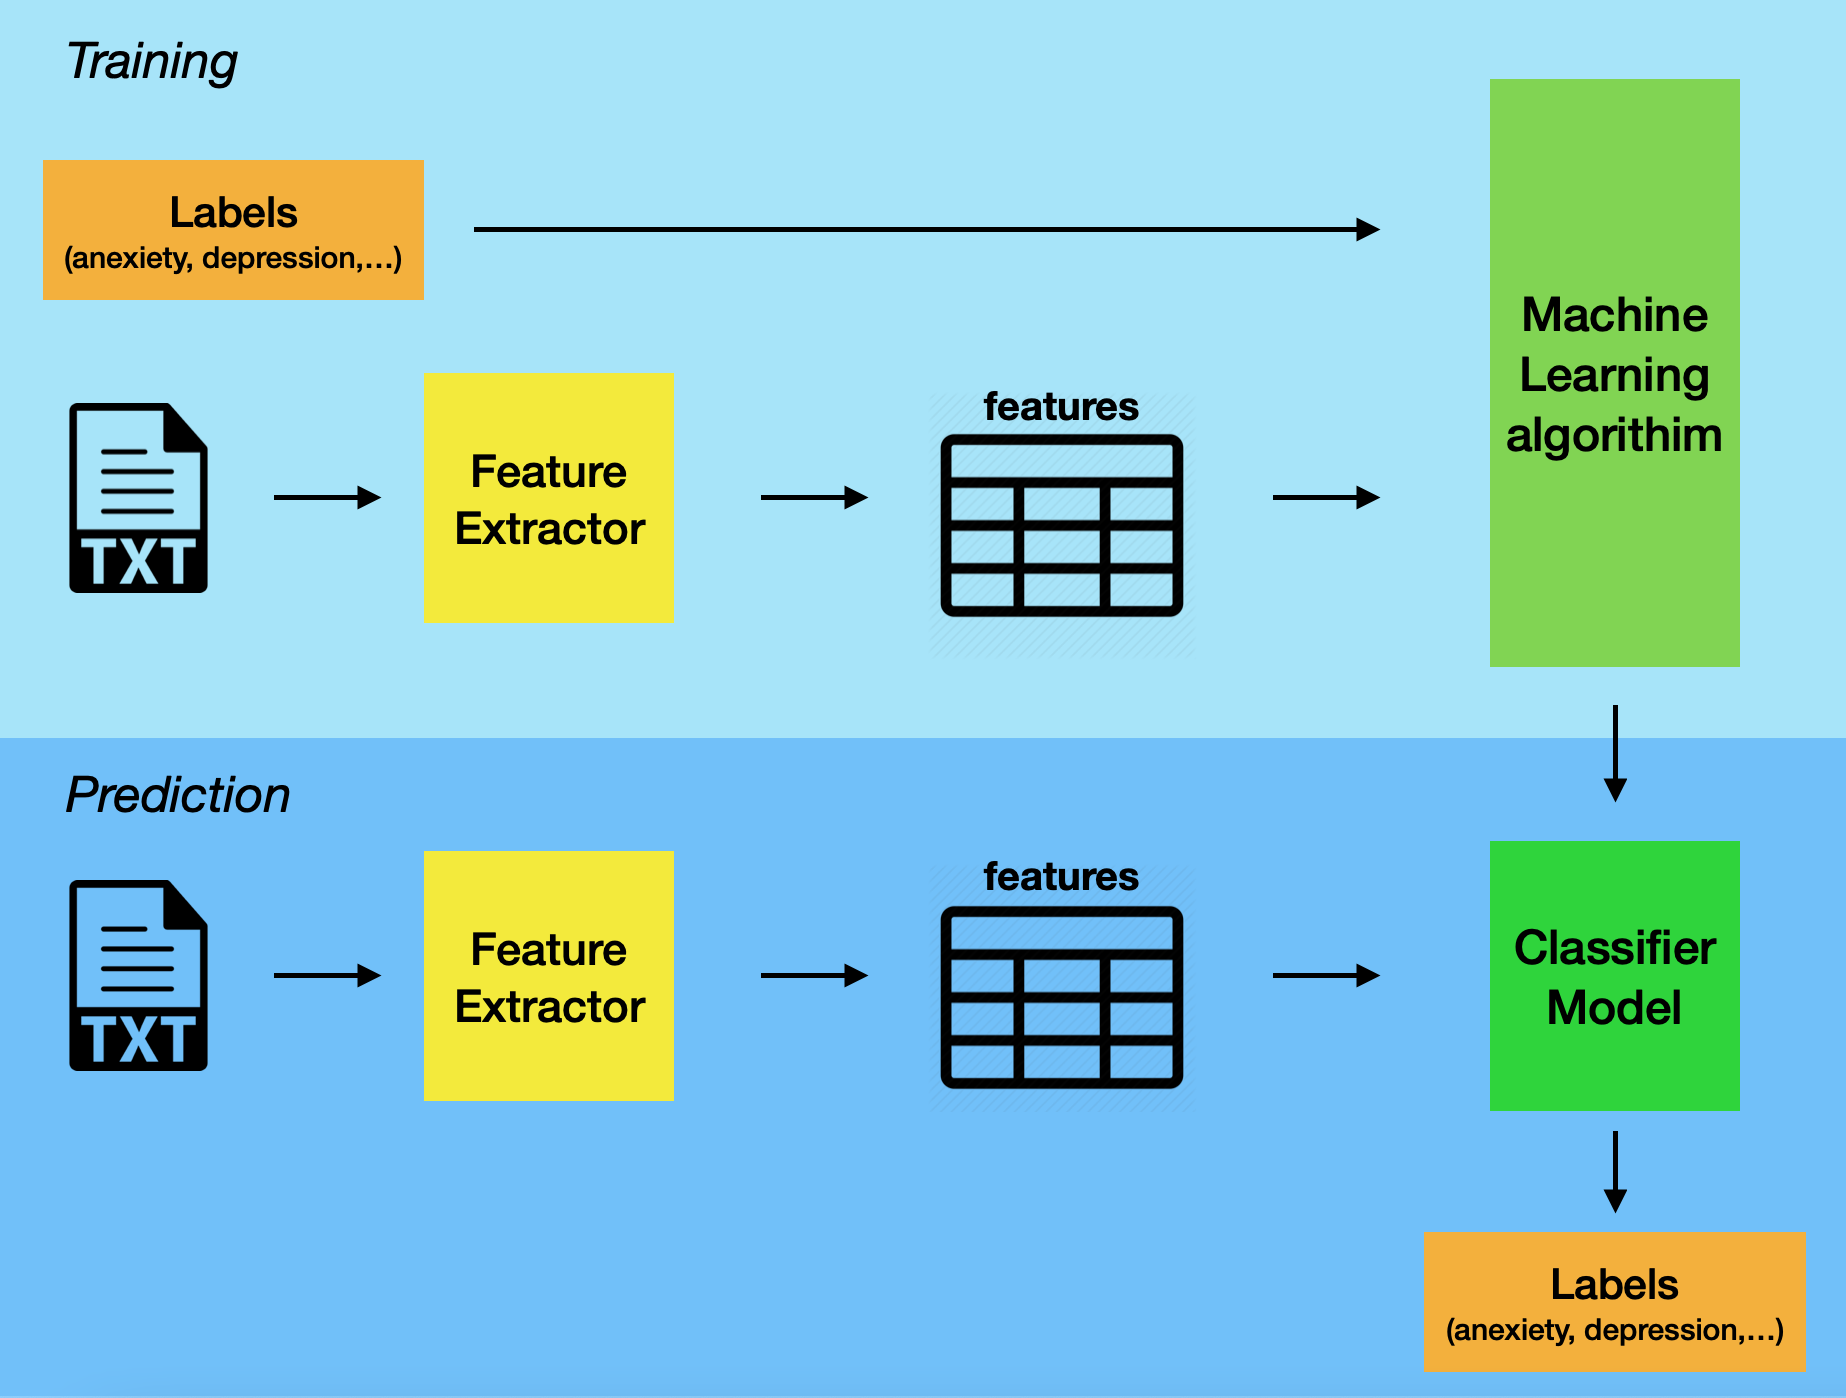 Training
Labels
(anexiety, depression,...)
TXT
Feature
Extractor
features
Machine
Learning
algorithim
Prediction
TXT
Feature
Extractor
features
Classifier
Model
Labels
(anexiety, depression,...)